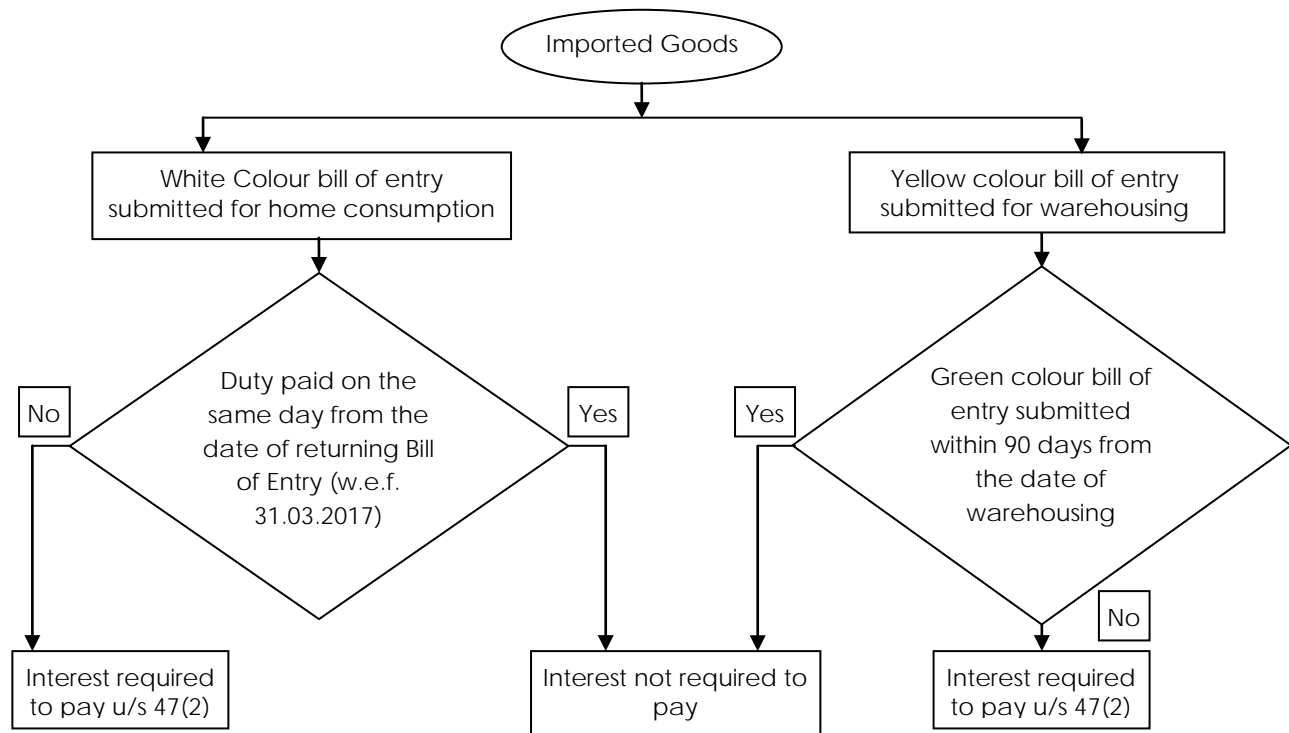 Imported Goods
White Colour bill of entry
submitted for home consumption
Yellow colour bill of entry
submitted for warehousing
Duty paid on the
same day from the
date of returning Bill
of Entry (w.e.f.
31.03.2017)
No
Yes
Yes
Green colour bill of
entry submitted
within 90 days from
the date of
warehousing
No
Interest required
to pay u/s 47(2)
Interest not required to
pay
Interest required
to pay u/s 47(2)